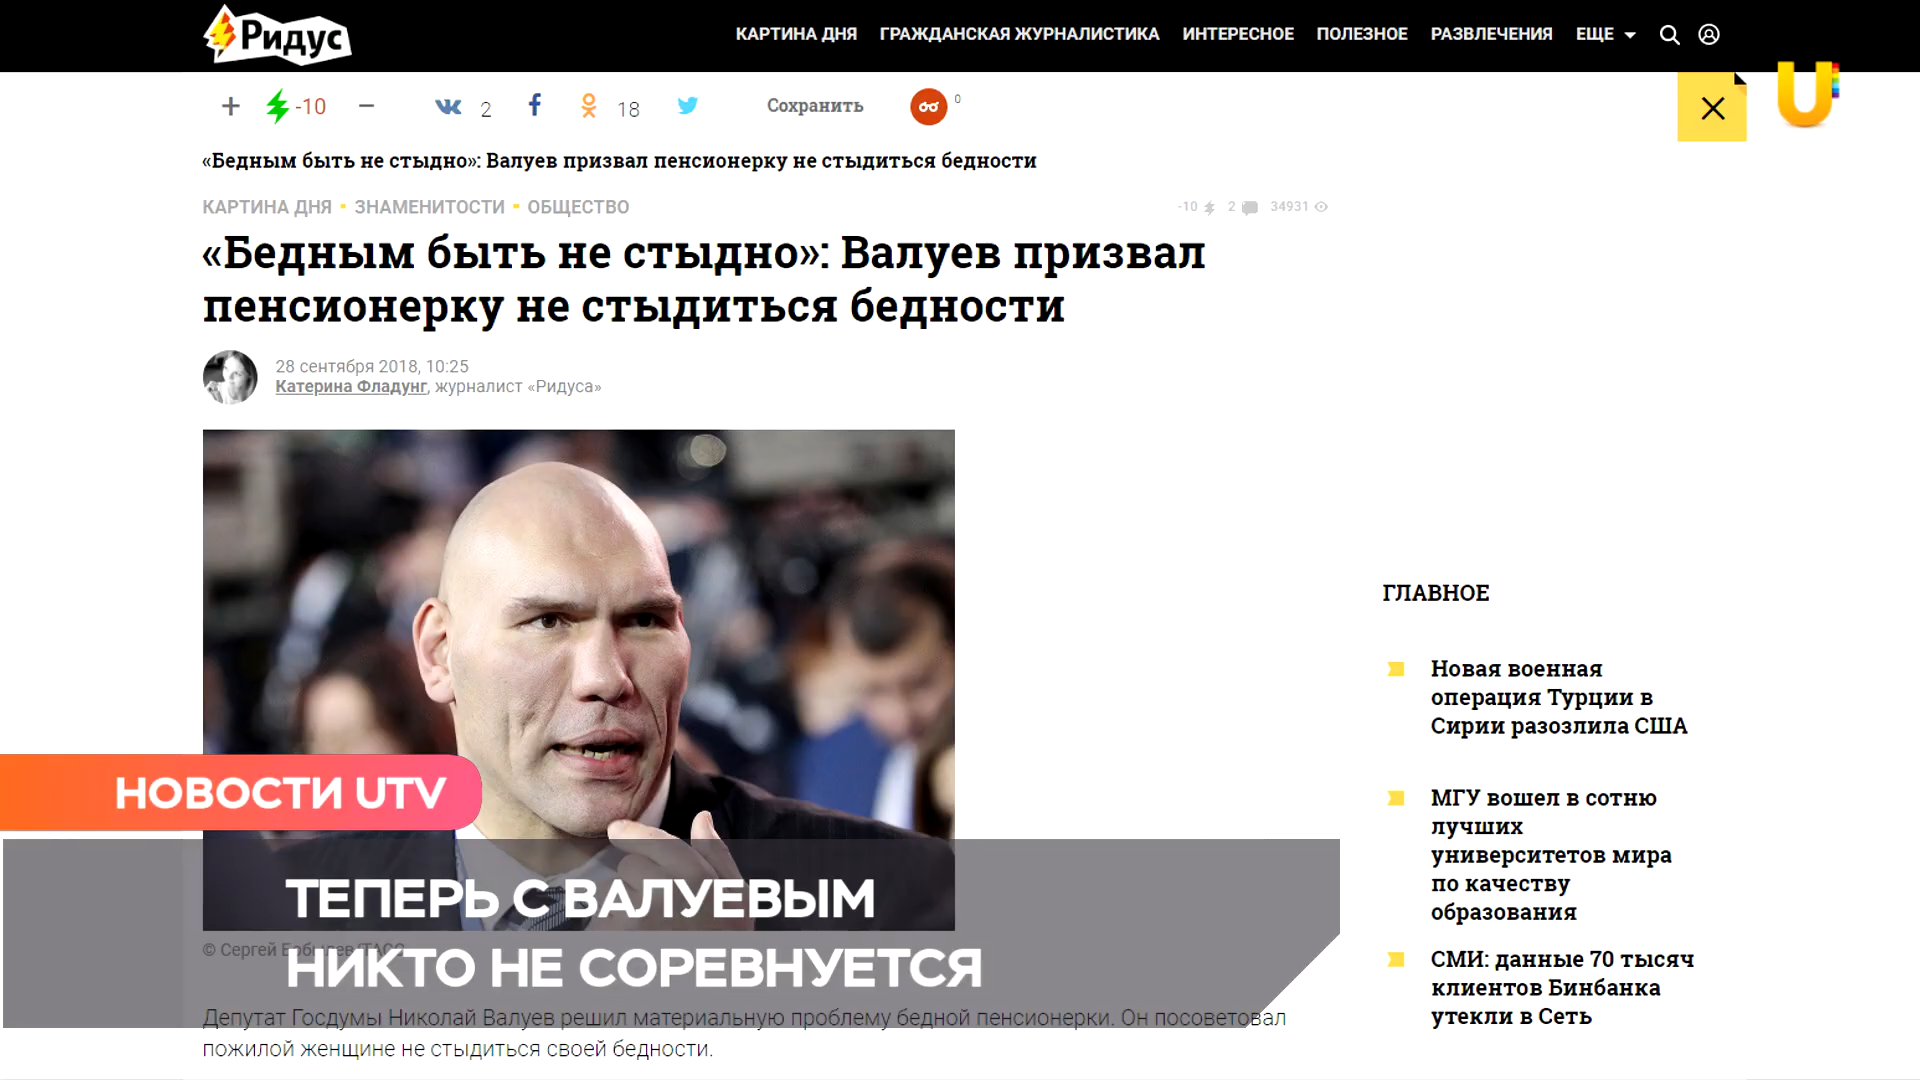 Ридус
КАРТИНА ДНЯ ГРАЖДАНСКАЯ ЖУРНАЛИСТИКА ИНТЕРЕСНОЕ ПОЛЕЗНОЕ РАЗВЛЕЧЕНИЯ ЕЩЕ
U
+ -10 − 2 18 Сохранить 0
«Бедным быть не стыдно»: Валуев призвал пенсионерку не стыдиться бедности
КАРТИНА ДНЯ ЗНАМЕНИТОСТИ ОБЩЕСТВО
-10 2 34931
«Бедным быть не стыдно»: Валуев призвал
пенсионерку не стыдиться бедности
28 сентября 2018, 10:25
Катерина Фладунг, журналист «Ридуса»
НОВОСТИ UTV
ТЕПЕРЬ С ВАЛУЕВЫМ
НИКТО НЕ СОРЕВНУЕТСЯ
© Сергей Бобылев/ТАСС
Депутат Госдумы Николай Валуев решил материальную проблему бедной пенсионерки. Он посоветовал
пожилой женщине не стыдиться своей бедности.
ГЛАВНОЕ
Новая военная
операция Турции в
Сирии разозлила США
МГУ вошел в сотню
лучших
университетов мира
по качеству
образования
СМИ: данные 70 тысяч
клиентов Бинбанка
утекли в Сеть